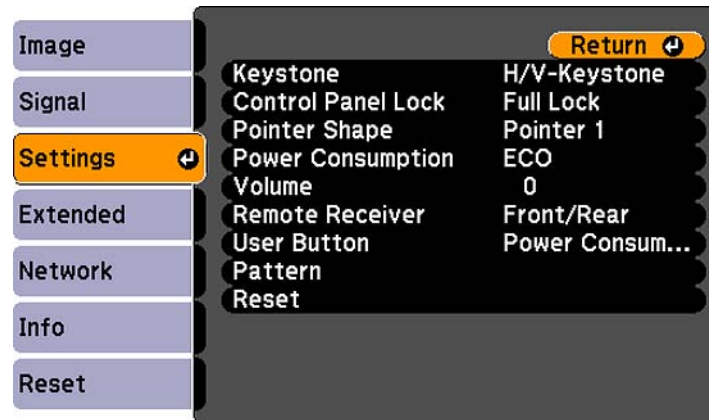 Image
Signal
Settings
Extended
Network
Info
Reset
Return
Keystone H/V-Keystone
Control Panel Lock Full Lock
Pointer Shape Pointer 1
Power Consumption ECO
Volume 0
Remote Receiver Front/Rear
User Button Power Consum...
Pattern
Reset